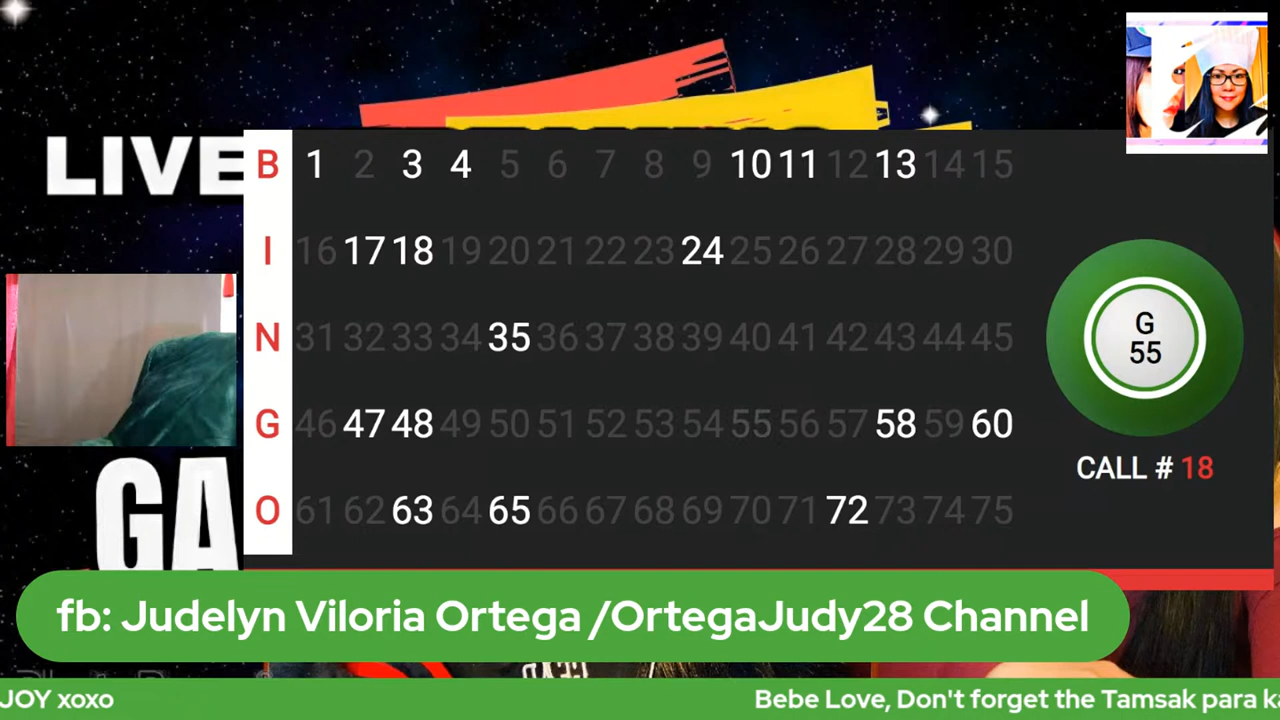 LIVE
B 1 2 3 4 5 6 7 8 9 10 11 12 13 14 15
I 16 17 18 19 20 21 22 23 24 25 26 27 28 29 30
N 31 32 33 34 35 36 37 38 39 40 41 42 43 44 45
G 46 47 48 49 50 51 52 53 54 55 56 57 58 59 60
O 61 62 63 64 65 66 67 68 69 70 71 72 73 74 75
G
55
CALL # 18
GA
fb: Judelyn Viloria Ortega /OrtegaJudy28 Channel
JOY xoxo
Bebe Love, Don't forget the Tamsak para ka